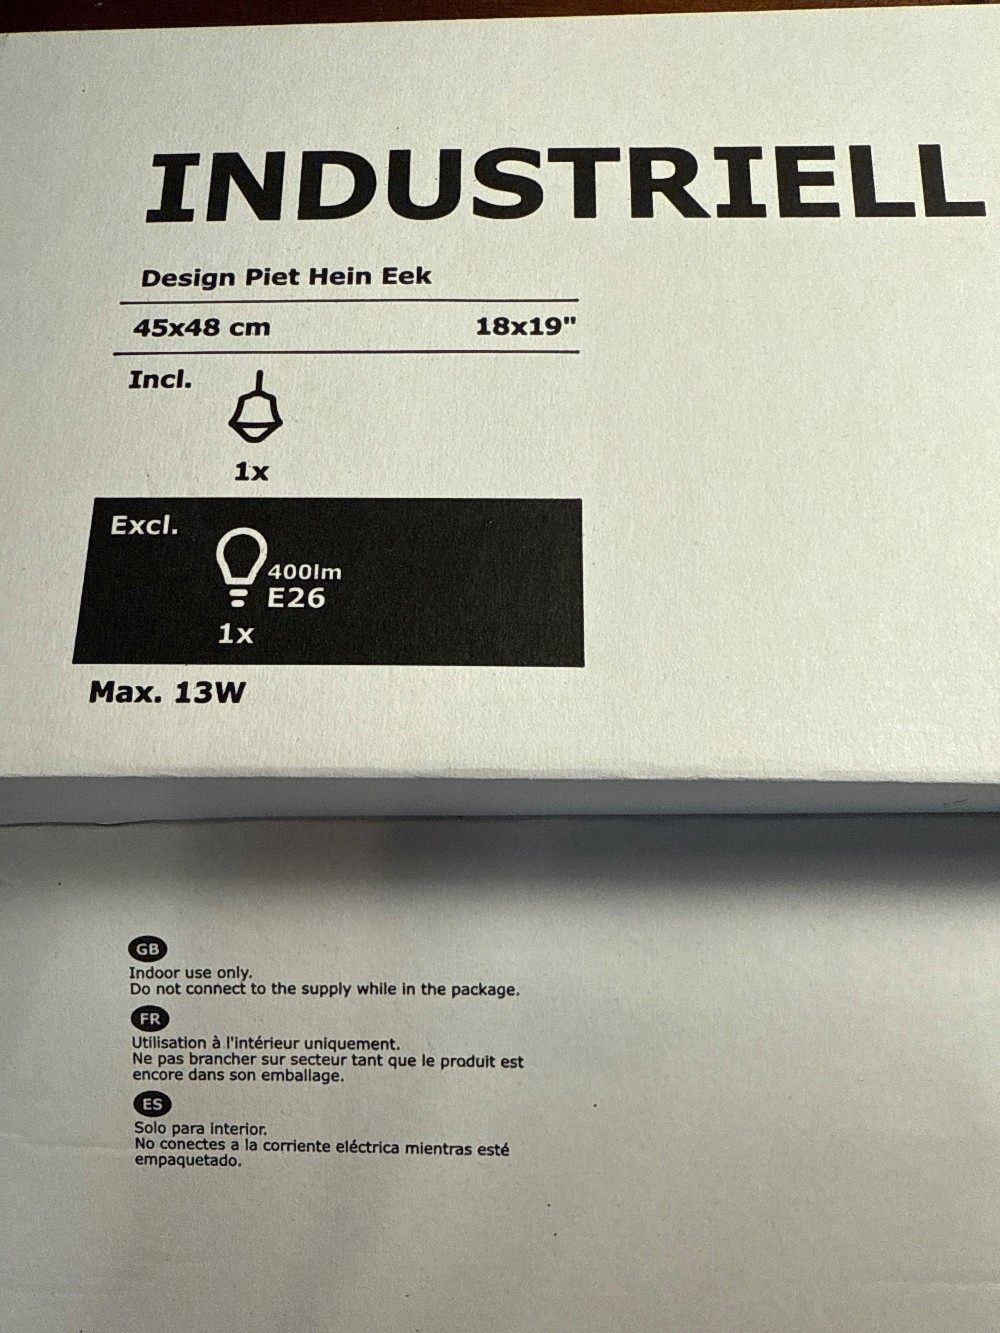 INDUSTRIELL
Design Piet Hein Eek
45x48 cm 18x19"
Incl.
1x
Excl.
400lm
E26
1x
Max. 13W
GB
Indoor use only.
Do not connect to the supply while in the package.
FR
Utilisation à l'intérieur uniquement.
Ne pas brancher sur secteur tant que le produit est
encore dans son emballage.
ES
Solo para interior.
No conectes a la corriente eléctrica mientras esté
empaquetado.